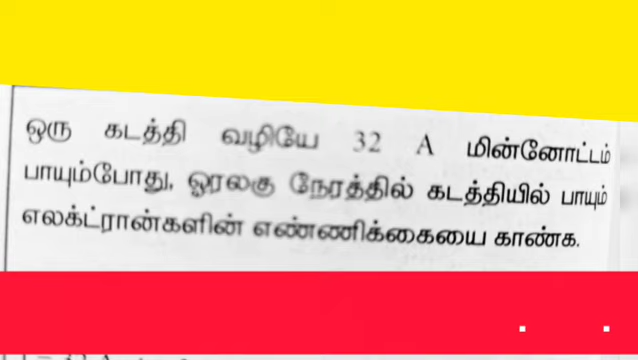 ஒரு கடத்தி வழியே 32 A மின்னோட்டம்
பாயும்போது, ஓரலகு நேரத்தில் கடத்தியில் பாயும்
எலக்ட்ரான்களின் எண்ணிக்கையை காண்க.